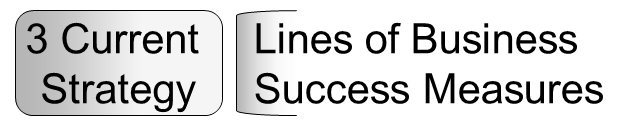 3 Current
Strategy
Lines of Business
Success Measures